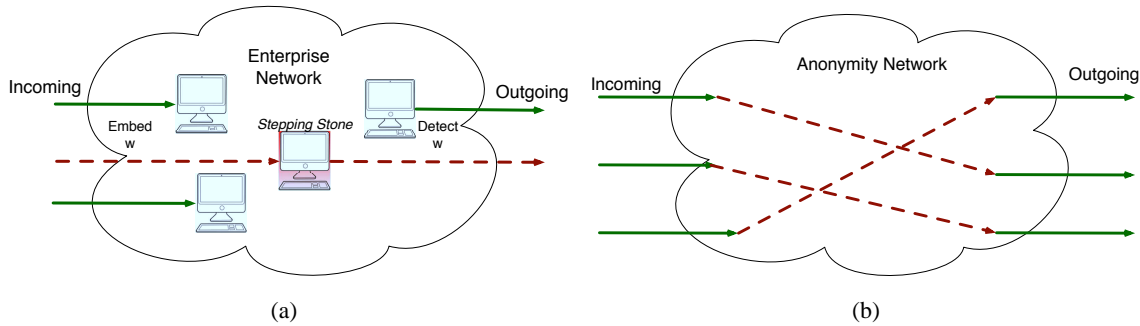 Enterprise
Network
Incoming
Outgoing
Embed
w
Stepping Stone
Detect
w
(a)
Anonymity Network
Incoming
Outgoing
(b)